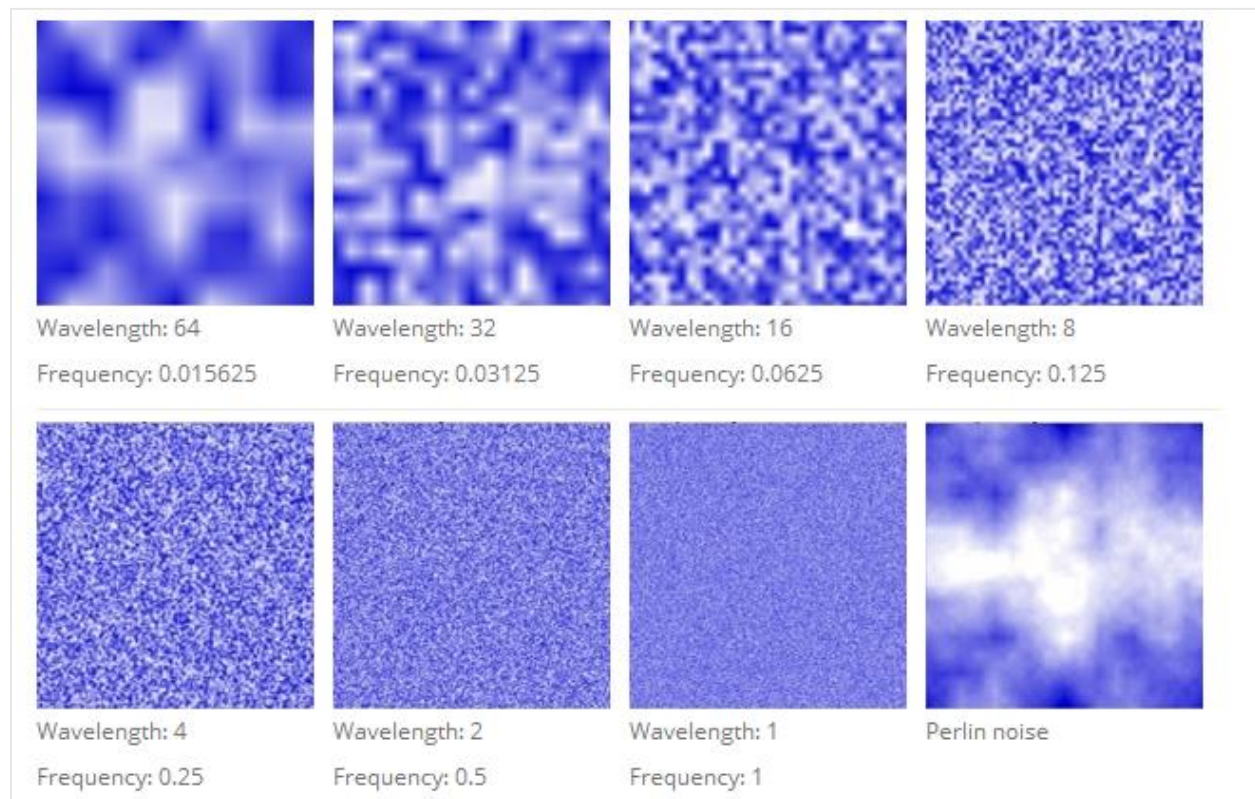 Wavelength: 64
Wavelength: 32
Wavelength: 16
Wavelength: 8
Frequency: 0.015625
Frequency: 0.03125
Frequency: 0.0625
Frequency: 0.125
Wavelength: 4
Wavelength: 2
Wavelength: 1
Perlin noise
Frequency: 0.25
Frequency: 0.5
Frequency: 1